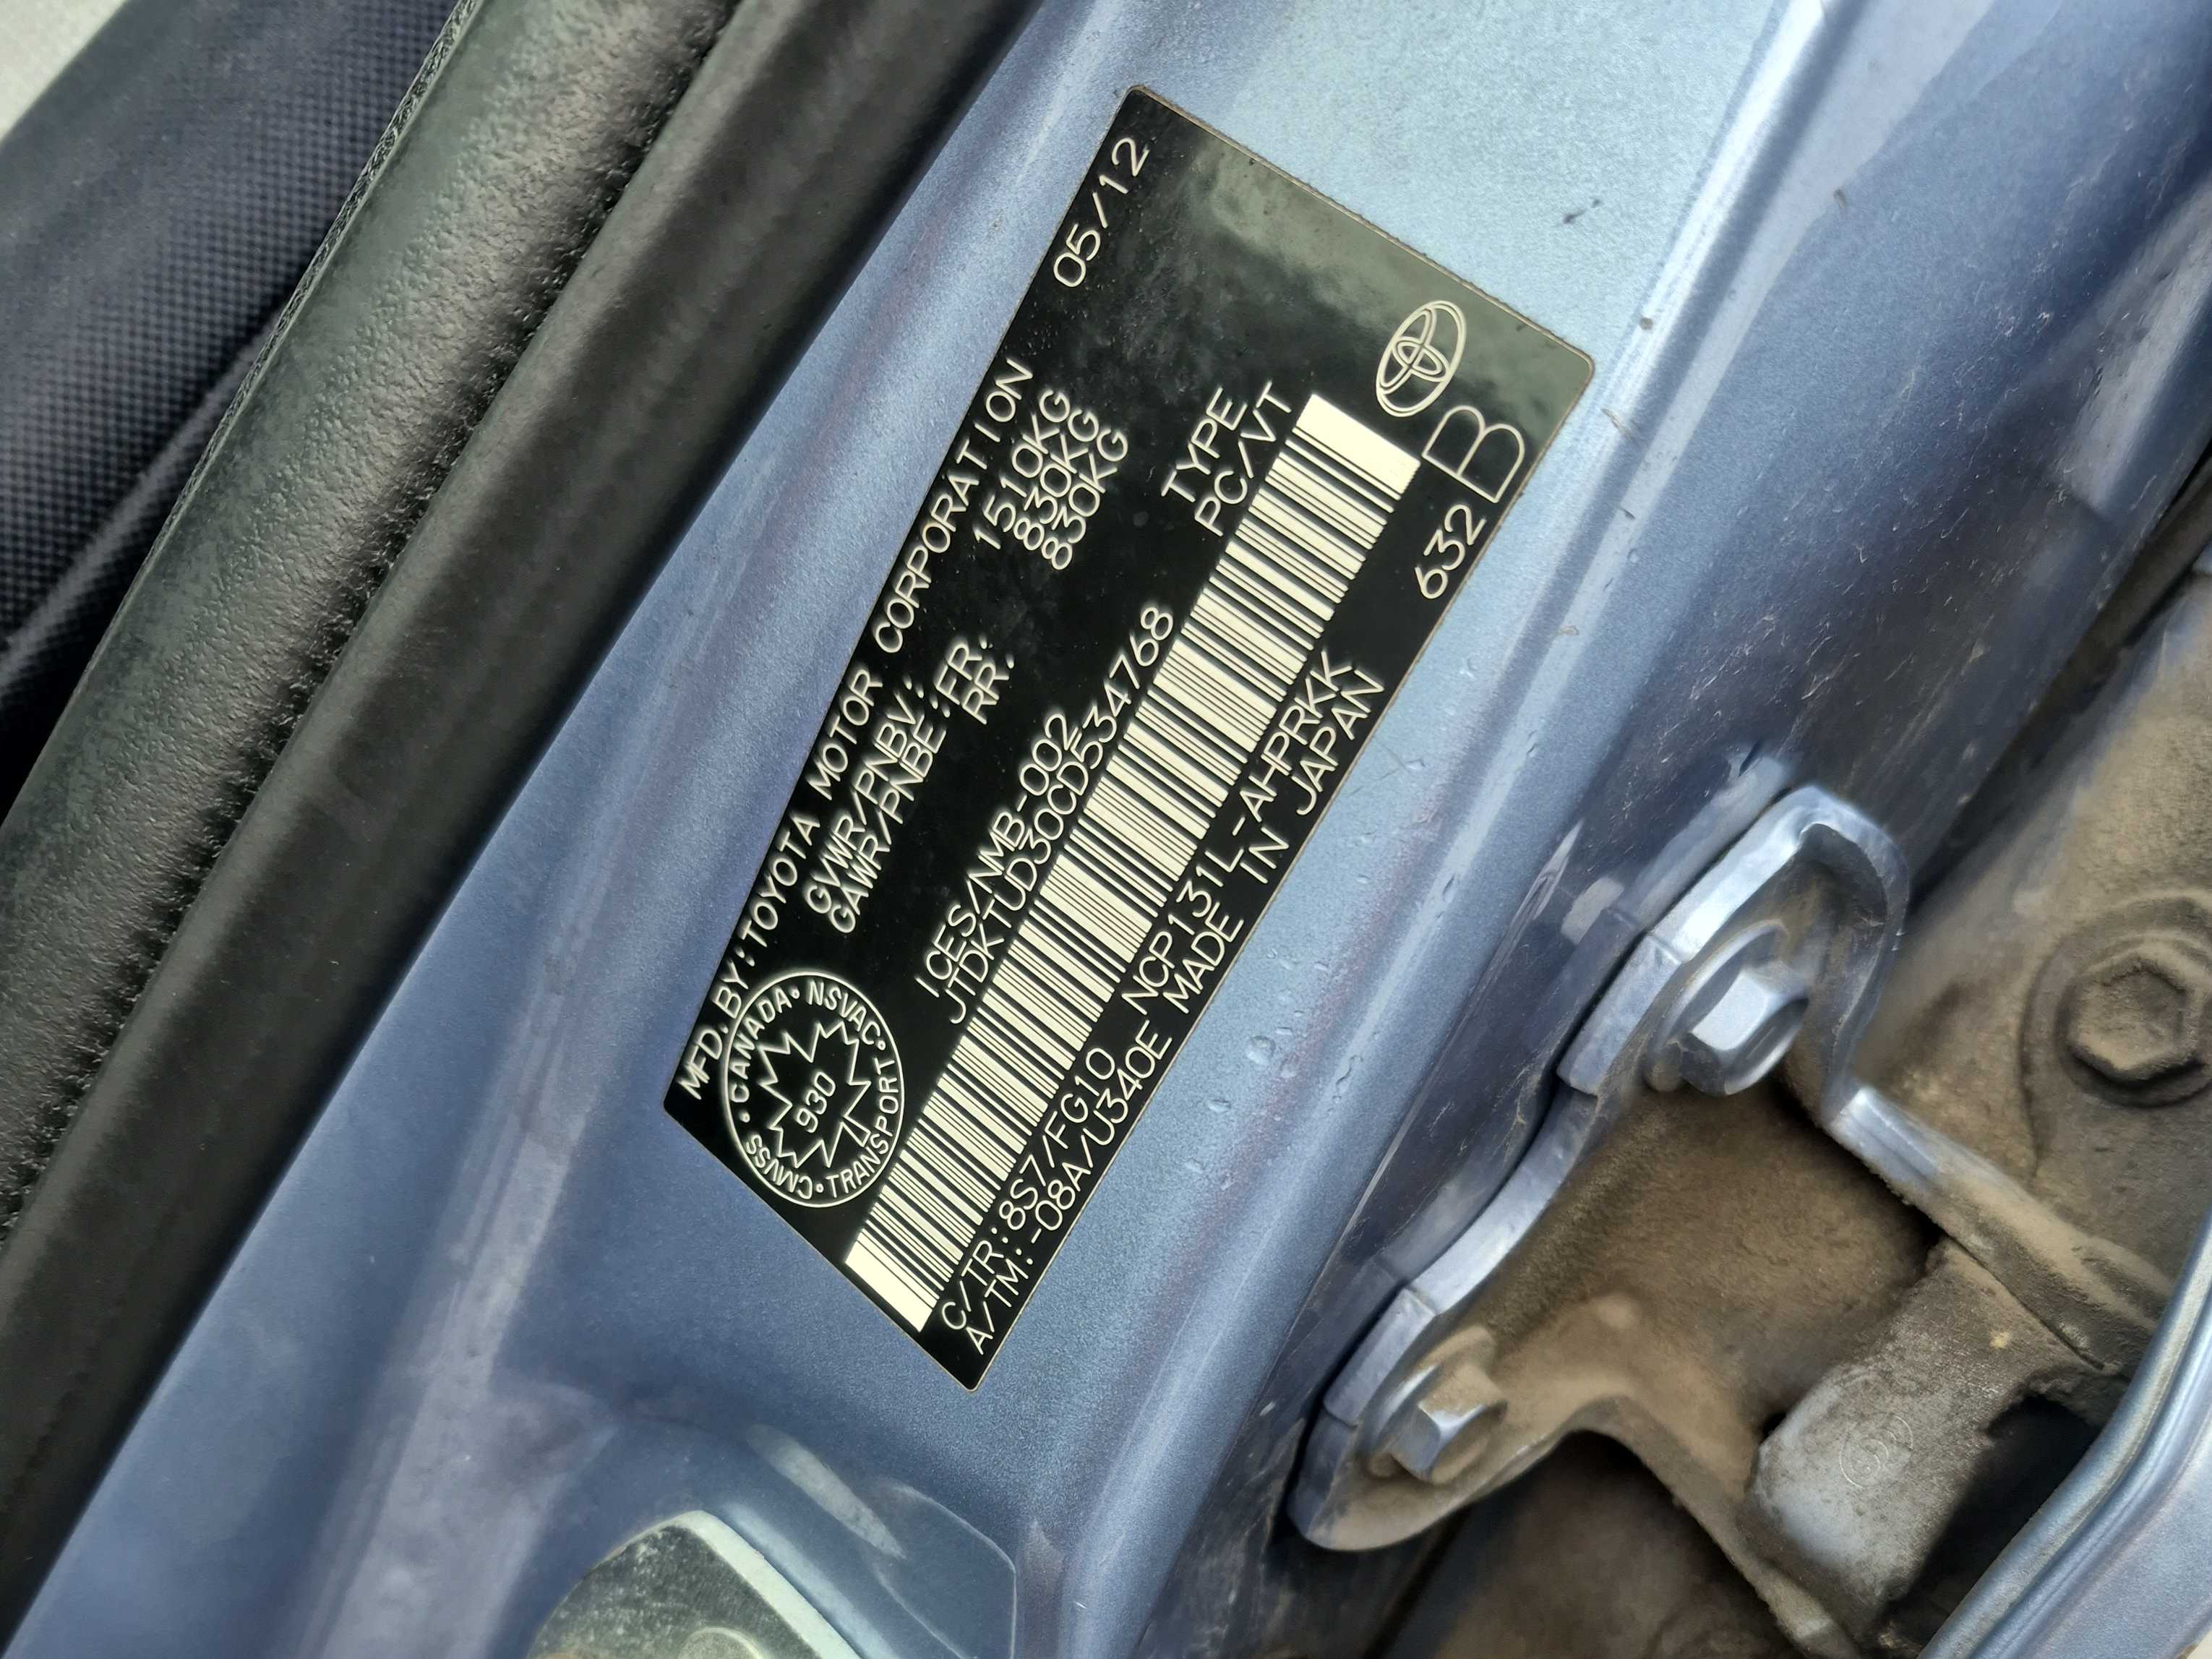 MFD. BY: TOYOTA MOTOR CORPORATION 05/12
GVWR/PNBV: 1510KG
GAWR/PNBE: FR. 830KG
RR. 830KG
CANADA • NSVAC • TRANSPORT • CMVSS •
930
ICES/NMB-002 TYPE
JTDKTUD30CD534768 PC/VT
C/TR: 8S7/FG10 NCP131L-AHPRKK 632
A/TM: -08A/U340E MADE IN JAPAN
B